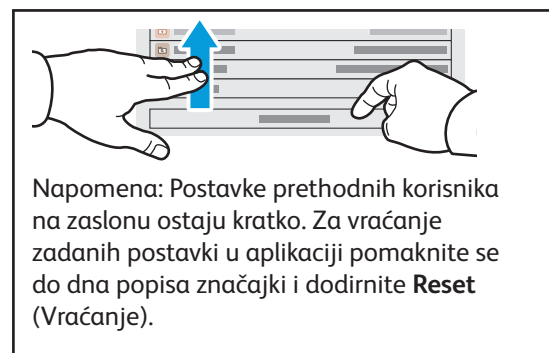 Napomena: Postavke prethodnih korisnika
na zaslonu ostaju kratko. Za vraćanje
zadanih postavki u aplikaciji pomaknite se
do dna popisa značajki i dodirnite Reset
(Vraćanje).